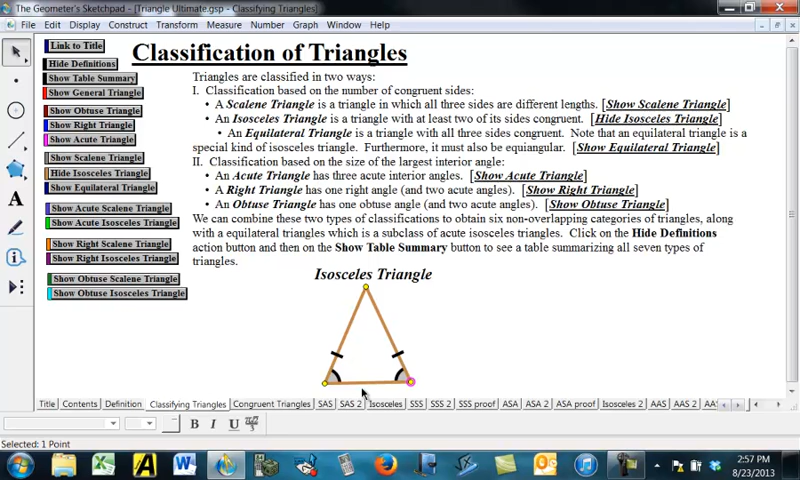 The Geometer's Sketchpad - [Triangle Ultimate.gsp - Classifying Triangles]
File Edit Display Construct Transform Measure Number Graph Window Help
Link to Title
Hide Definitions
Show Table Summary
Show General Triangle
Show Obtuse Triangle
Show Right Triangle
Show Acute Triangle
Show Scalene Triangle
Hide Isosceles Triangle
Show Equilateral Triangle
Show Acute Scalene Triangle
Show Acute Isosceles Triangle
Show Right Scalene Triangle
Show Right Isosceles Triangle
Show Obtuse Scalene Triangle
Show Obtuse Isosceles Triangle
Classification of Triangles
Triangles are classified in two ways:
I. Classification based on the number of congruent sides:
• A Scalene Triangle is a triangle in which all three sides are different lengths. [Show Scalene Triangle]
• An Isosceles Triangle is a triangle with at least two of its sides congruent. [Hide Isosceles Triangle]
• An Equilateral Triangle is a triangle with all three sides congruent. Note that an equilateral triangle is a
special kind of isosceles triangle. Furthermore, it must also be equiangular. [Show Equilateral Triangle]
II. Classification based on the size of the largest interior angle:
• An Acute Triangle has three acute interior angles. [Show Acute Triangle]
• A Right Triangle has one right angle (and two acute angles). [Show Right Triangle]
• An Obtuse Triangle has one obtuse angle (and two acute angles). [Show Obtuse Triangle]
We can combine these two types of classifications to obtain six non-overlapping categories of triangles, along
with a equilateral triangles which is a subclass of acute isosceles triangles. Click on the Hide Definitions
action button and then on the Show Table Summary button to see a table summarizing all seven types of
triangles.
Isosceles Triangle
Title Contents Definition Classifying Triangles Congruent Triangles SAS SAS 2 Isosceles SSS SSS 2 SSS proof ASA ASA 2 ASA proof Isosceles 2 AAS AAS 2
B I U
Selected: 1 Point
2:57 PM
8/23/2013